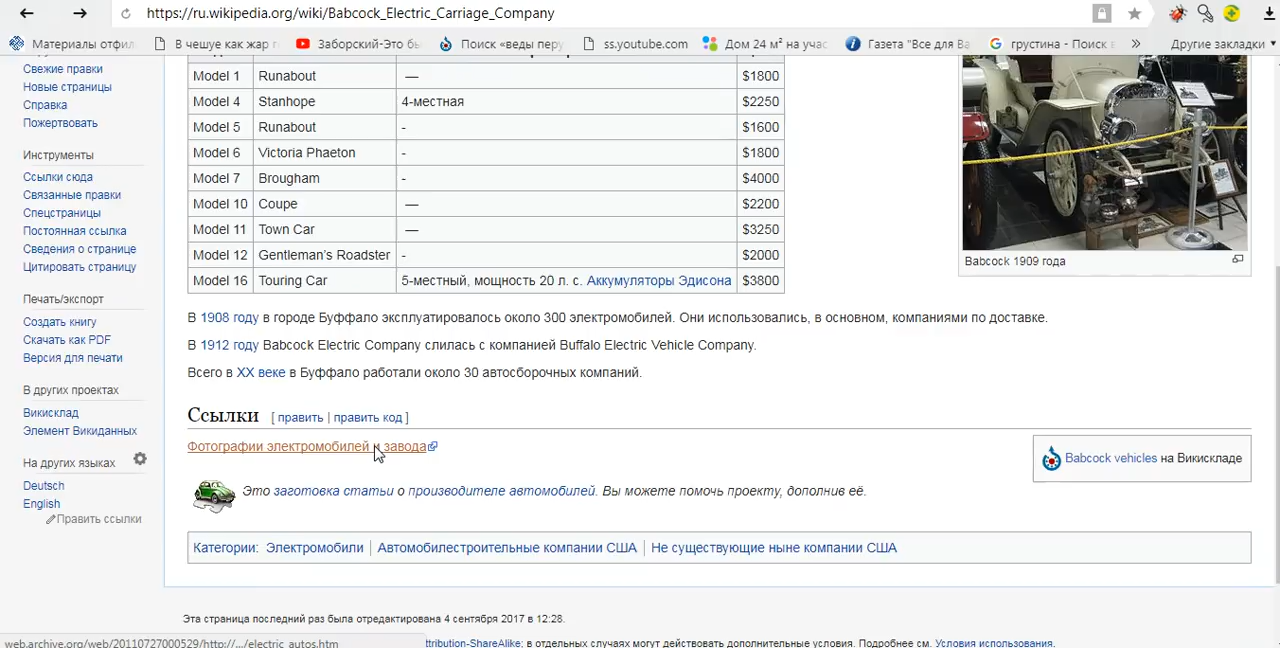 https://ru.wikipedia.org/wiki/Babcock_Electric_Carriage_Company
Материалы отфил
В чешуе как жар г
Заборский-Это бы
Поиск «веды перу
ss.youtube.com
Дом 24 м² на учас
Газета "Все для Ва
грустина - Поиск
»
Другие закладки
Свежие правки
Новые страницы
Справка
Пожертвовать
Инструменты
Ссылки сюда
Связанные правки
Спецстраницы
Постоянная ссылка
Сведения о странице
Цитировать страницу
Печать/экспорт
Создать книгу
Скачать как PDF
Версия для печати
В других проектах
Викисклад
Элемент Викиданных
На других языках
Deutsch
English
Править ссылки
Model 1 Runabout — $1800
Model 4 Stanhope 4-местная $2250
Model 5 Runabout - $1600
Model 6 Victoria Phaeton - $1800
Model 7 Brougham - $4000
Model 10 Coupe — $2200
Model 11 Town Car — $3250
Model 12 Gentleman's Roadster - $2000
Model 16 Touring Car 5-местный, мощность 20 л. с. Аккумуляторы Эдисона $3800
Babcock 1909 года
В 1908 году в городе Буффало эксплуатировалось около 300 электромобилей. Они использовались, в основном, компаниями по доставке.
В 1912 году Babcock Electric Company слилась с компанией Buffalo Electric Vehicle Company.
Всего в XX веке в Буффало работали около 30 автосборочных компаний.
Ссылки [ править | править код ]
Фотографии электромобилей и завода
Babcock vehicles на Викискладе
Это заготовка статьи о производителе автомобилей. Вы можете помочь проекту, дополнив её.
Категории: Электромобили | Автомобилестроительные компании США | Не существующие ныне компании США
Эта страница последний раз была отредактирована 4 сентября 2017 в 12:28.
ttribution-ShareAlike; в отдельных случаях могут действовать дополнительные условия. Подробнее см. Условия использования.
web.archive.org/web/20110727000529/http://.../electric_autos.htm